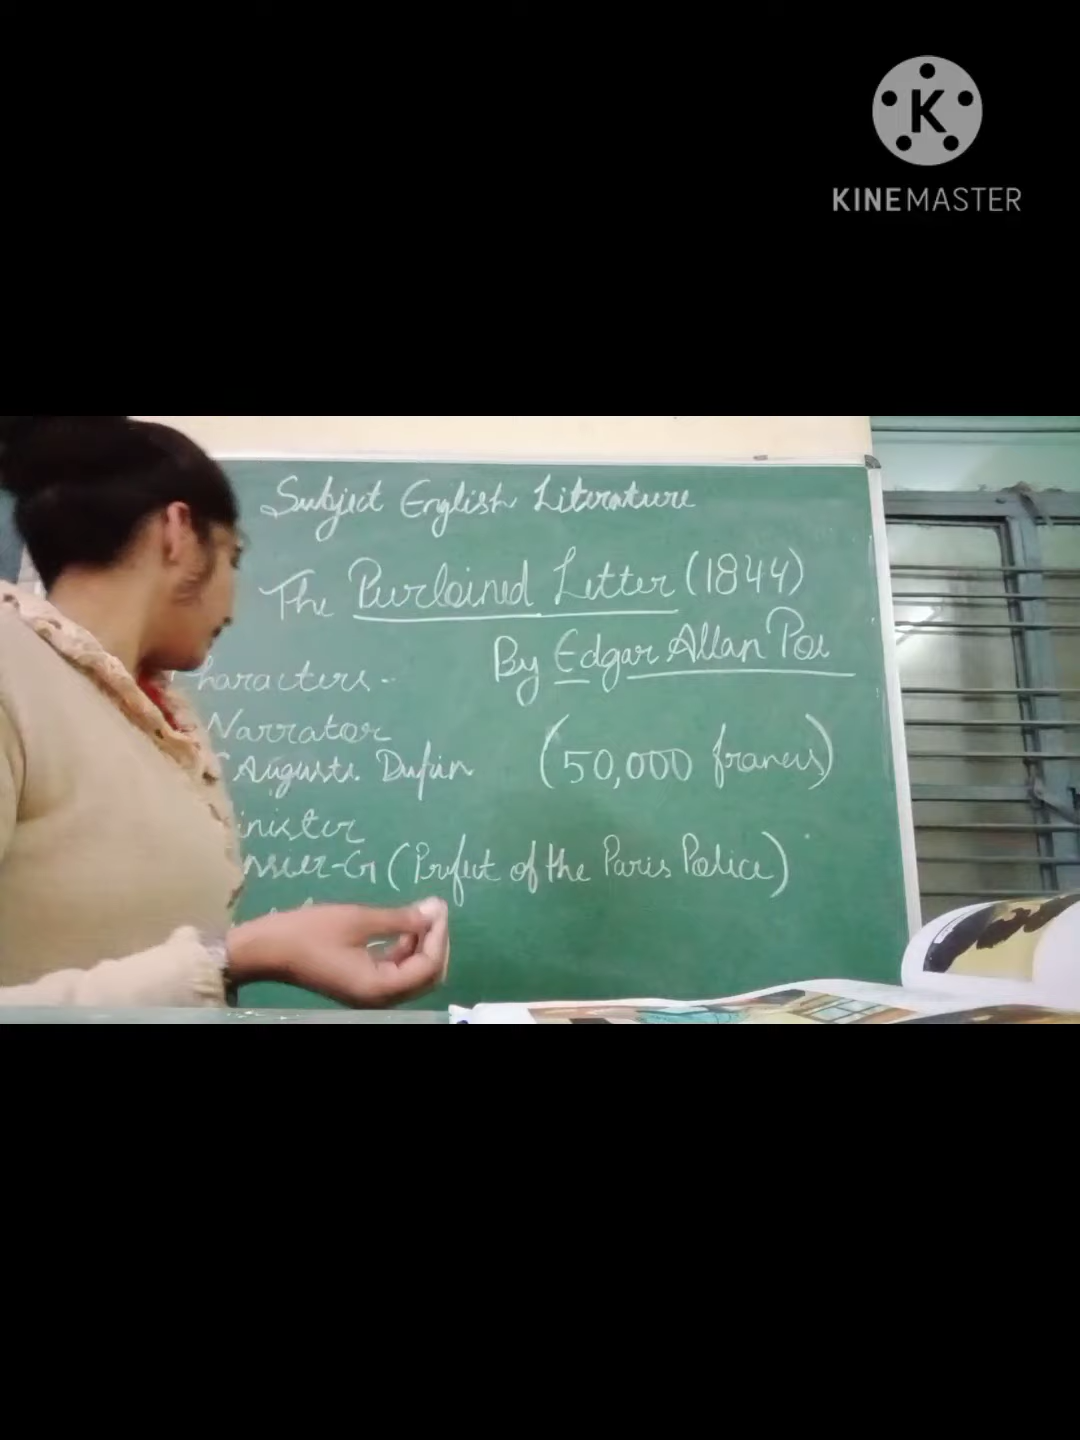 KINEMASTER
Subject English Literature
The Purloined Letter (1844)
By Edgar Allan Poe
haracters-
Narrator
Auguste. Dupin
(50,000 francs)
inister
nsieur-G (Prefect of the Paris Police)